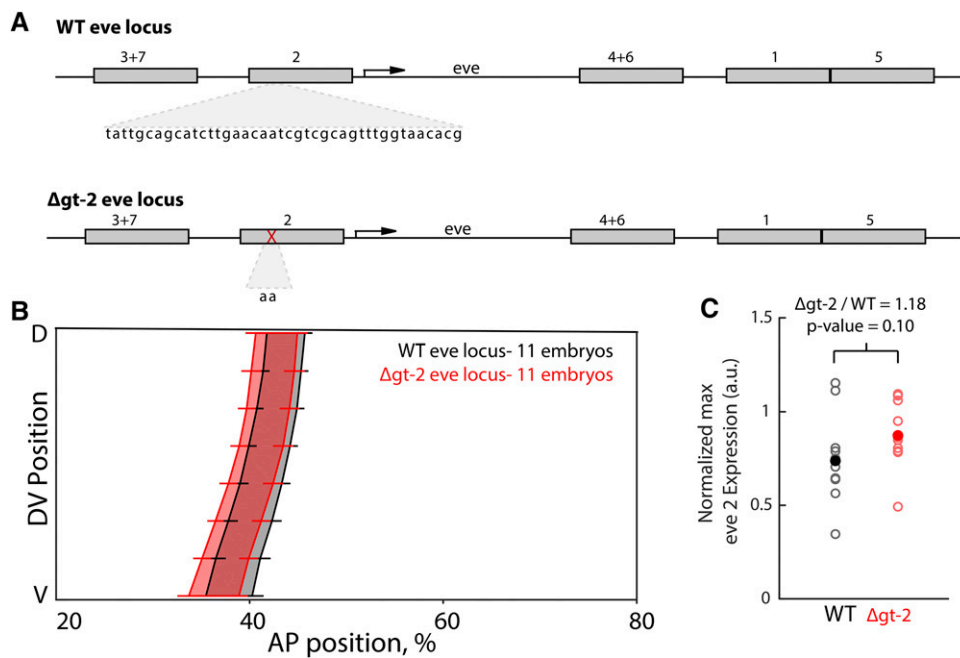 A
WT eve locus
3+7 2 eve 4+6 1 5
tattgcagcatcttgaacaatcgtcgcagtttggtaacacg
Δgt-2 eve locus
3+7 2 eve 4+6 1 5
X
aa
B
D
DV Position
V
WT eve locus- 11 embryos
Δgt-2 eve locus- 11 embryos
20 40 60 80
AP position, %
C
Δgt-2 / WT = 1.18
p-value = 0.10
Normalized max
eve 2 Expression (a.u.)
1.5
1
0.5
0
WT Δgt-2